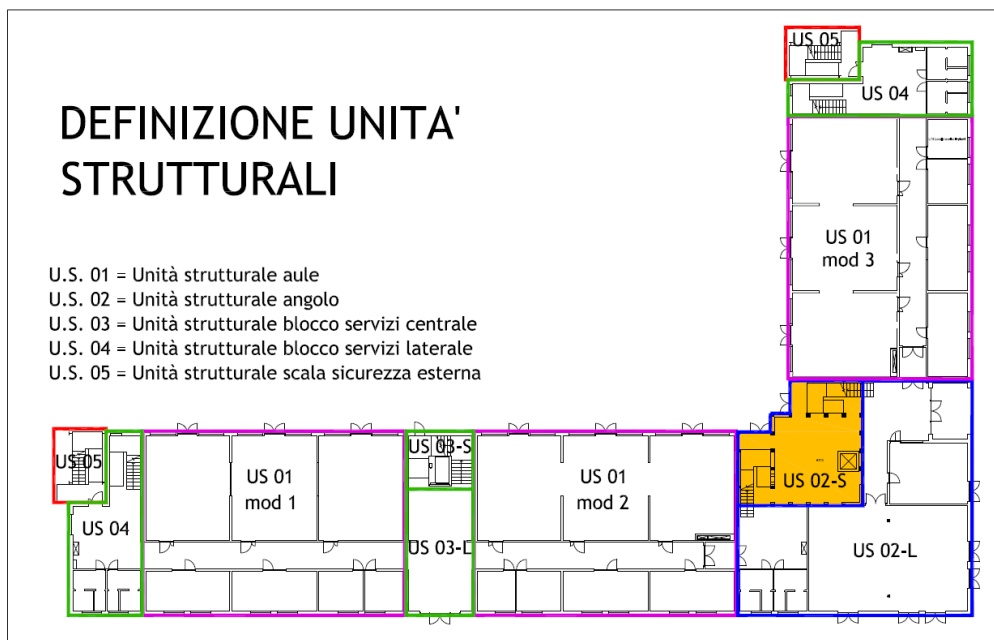 DEFINIZIONE UNITA'
STRUTTURALI
U.S. 01 = Unità strutturale aule
U.S. 02 = Unità strutturale angolo
U.S. 03 = Unità strutturale blocco servizi centrale
U.S. 04 = Unità strutturale blocco servizi laterale
U.S. 05 = Unità strutturale scala sicurezza esterna
US 05
US 04
US 01
mod 3
US 05
US 04
US 01
mod 1
US 03-S
US 03-L
US 01
mod 2
US 02-S
US 02-L